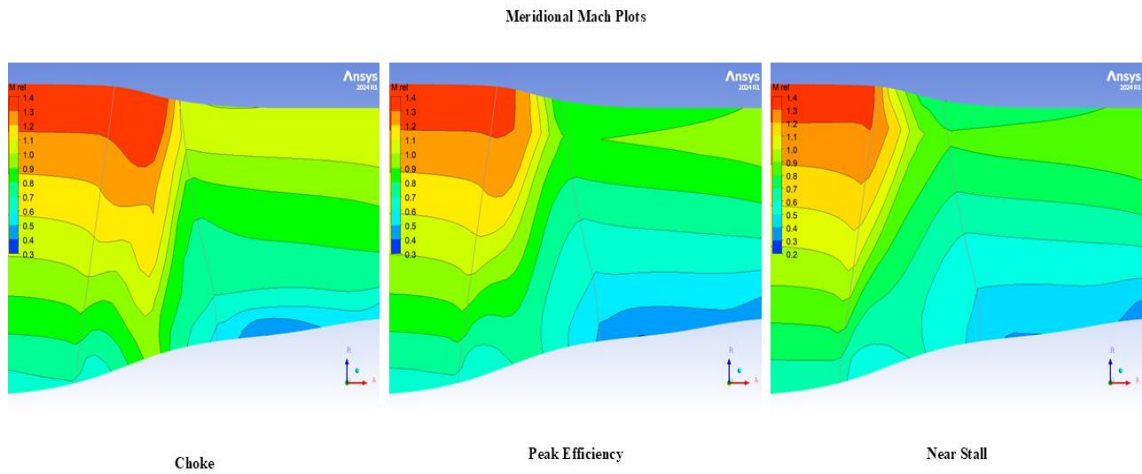 Meridional Mach Plots
Ansys
2024 R1
M rel
1.4
1.3
1.2
1.1
1.0
0.9
0.8
0.7
0.6
0.5
0.4
0.3
R
A
Ansys
2024 R1
M rel
1.4
1.3
1.2
1.1
1.0
0.9
0.8
0.7
0.6
0.5
0.4
0.3
R
A
Ansys
2024 R1
M rel
1.4
1.3
1.2
1.1
1.0
0.9
0.8
0.7
0.6
0.5
0.4
0.3
0.2
R
A
Choke
Peak Efficiency
Near Stall